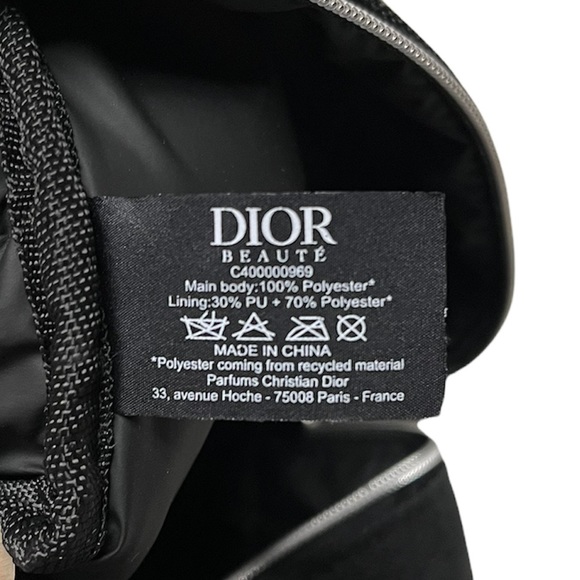 DIOR
BEAUTÉ
C400000969
Main body:100% Polyester*
Lining:30% PU + 70% Polyester*
MADE IN CHINA
*Polyester coming from recycled material
Parfums Christian Dior
33, avenue Hoche - 75008 Paris - France